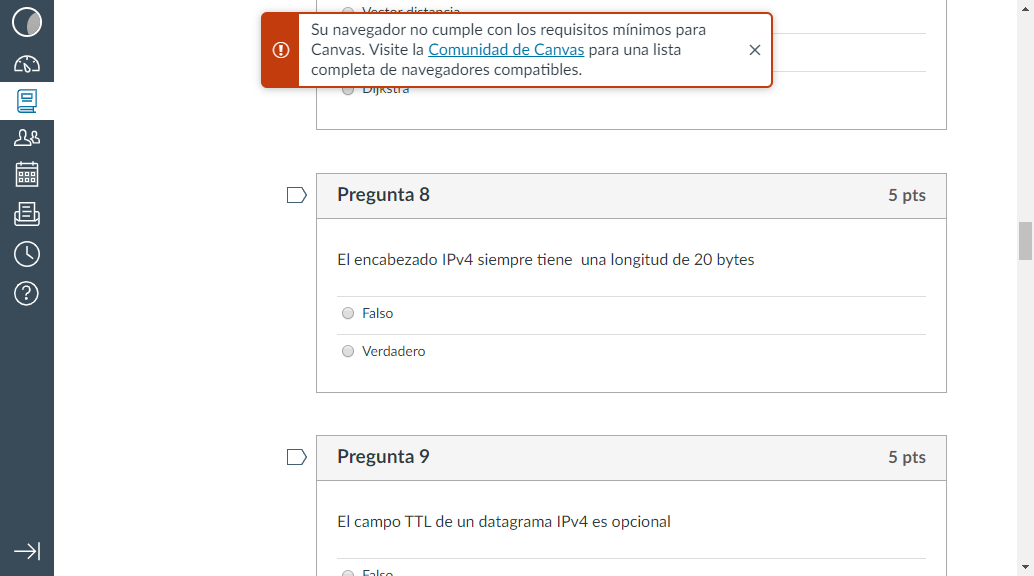 Vector distancia
Su navegador no cumple con los requisitos mínimos para
Canvas. Visite la Comunidad de Canvas para una lista
completa de navegadores compatibles.
Dijkstra
Pregunta 8
5 pts
El encabezado IPv4 siempre tiene una longitud de 20 bytes
Falso
Verdadero
Pregunta 9
5 pts
El campo TTL de un datagrama IPv4 es opcional
Falso